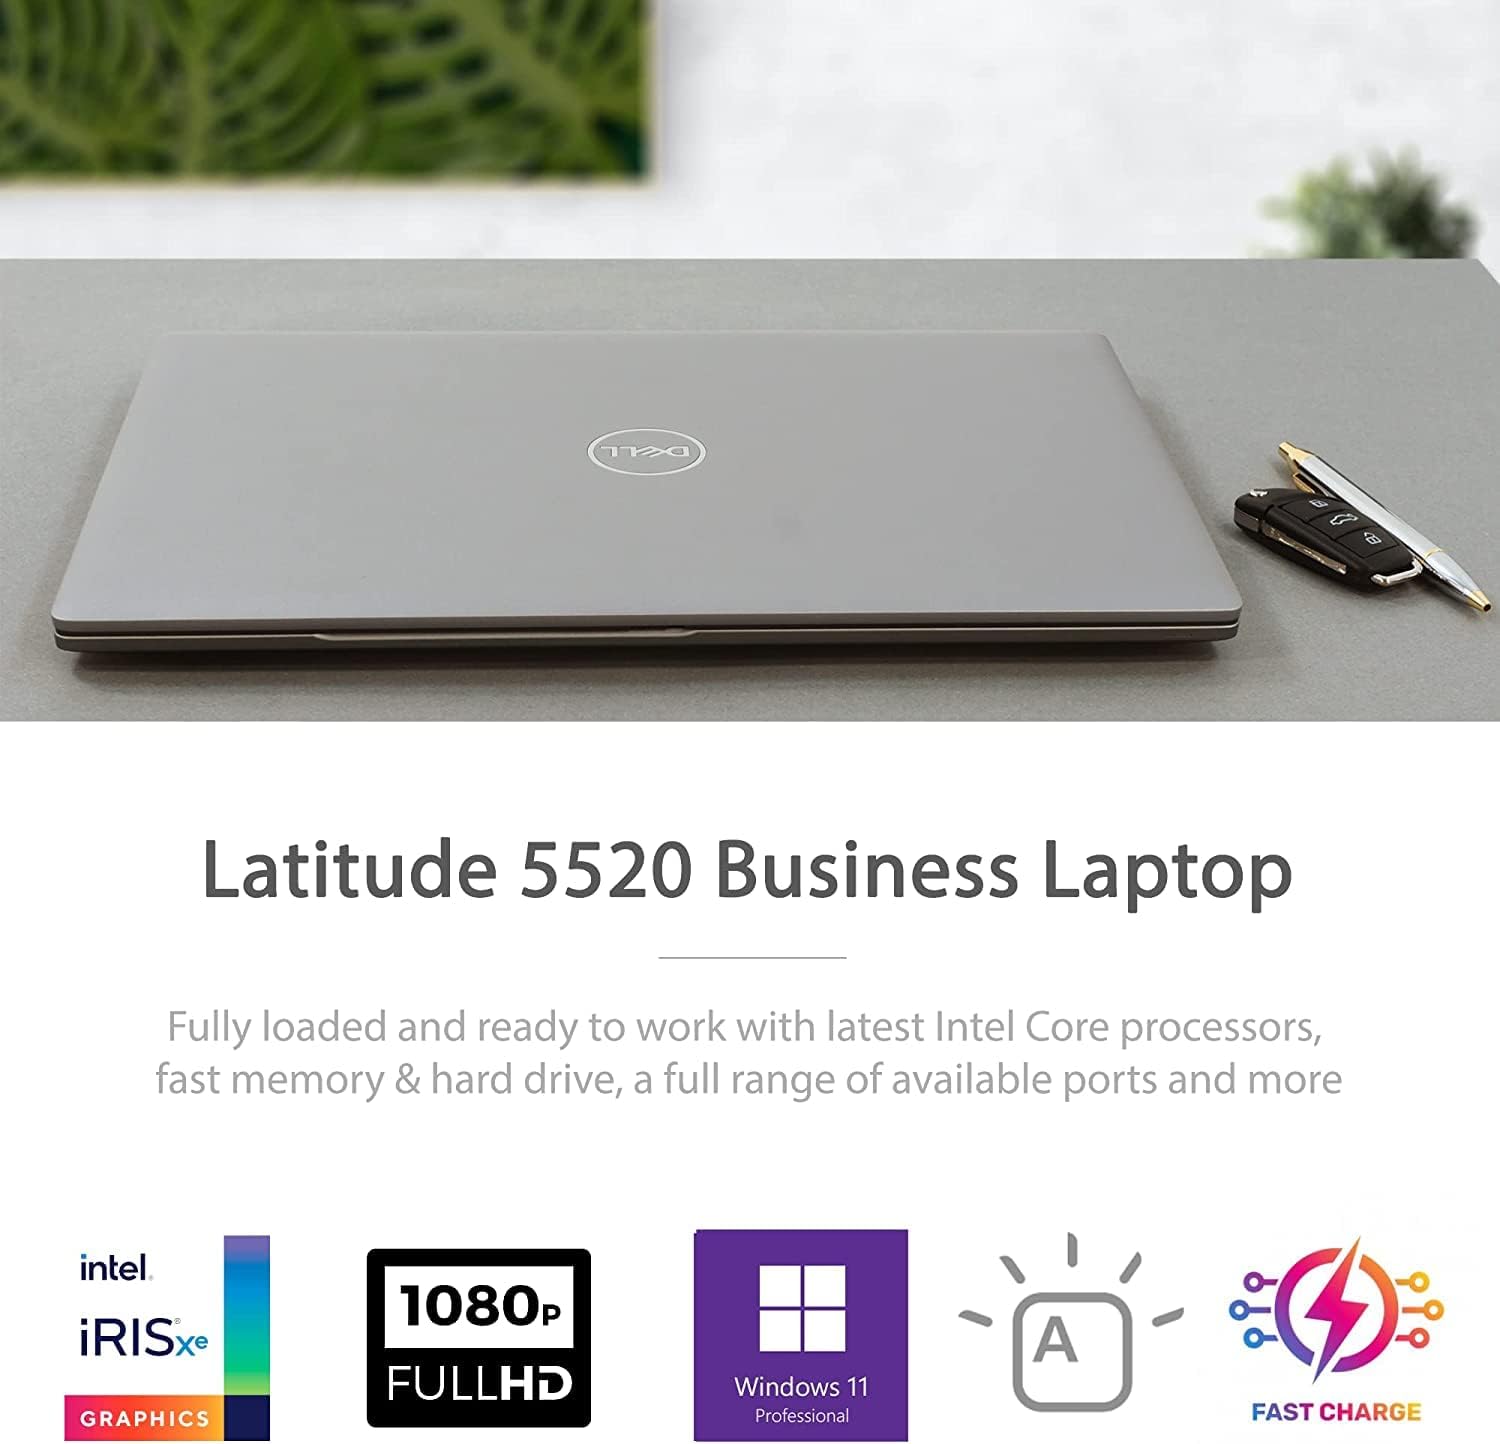 DELL
Latitude 5520 Business Laptop
Fully loaded and ready to work with latest Intel Core processors,
fast memory & hard drive, a full range of available ports and more
intel.
iRISxe
GRAPHICS
1080P
FULLHD
Windows 11
Professional
A
FAST CHARGE